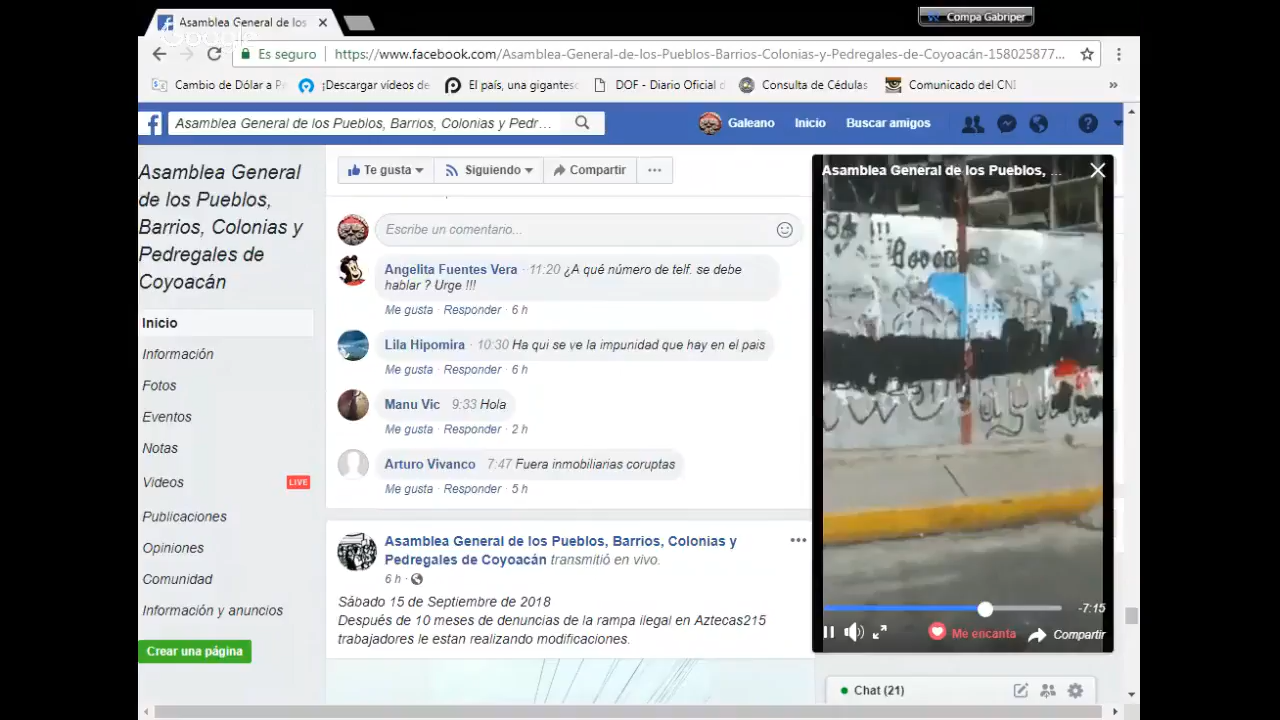 Asamblea General de los
Compa Gabriper
Google
Es seguro
https://www.facebook.com/Asamblea-General-de-los-Pueblos-Barrios-Colonias-y-Pedregales-de-Coyoacán-158025877...
Cambio de Dólar a P
¡Descargar vídeos de
El país, una gigantes
DOF - Diario Oficial d
Consulta de Cédulas
Comunicado del CNI
Asamblea General de los Pueblos, Barrios, Colonias y Pedr...
Galeano
Inicio
Buscar amigos
Asamblea General
de los Pueblos,
Barrios, Colonias y
Pedregales de
Coyoacán
Inicio
Información
Fotos
Eventos
Notas
Videos
LIVE
Publicaciones
Opiniones
Comunidad
Información y anuncios
Crear una página
Te gusta
Siguiendo
Compartir
Escribe un comentario...
Angelita Fuentes Vera · 11:20 ¿A qué número de telf. se debe
hablar ? Urge !!!
Me gusta · Responder · 6 h
Lila Hipomira · 10:30 Ha qui se ve la impunidad que hay en el pais
Me gusta · Responder · 6 h
Manu Vic 9:33 Hola
Me gusta · Responder · 2 h
Arturo Vivanco 7:47 Fuera inmobiliarias coruptas
Me gusta · Responder · 5 h
Asamblea General de los Pueblos, Barrios, Colonias y
Pedregales de Coyoacán transmitió en vivo.
6 h ·
Sábado 15 de Septiembre de 2018
Después de 10 meses de denuncias de la rampa ilegal en Aztecas215
trabajadores le estan realizando modificaciones.
Asamblea General de los Pueblos, ...
-7:15
Me encanta
Compartir
Chat (21)